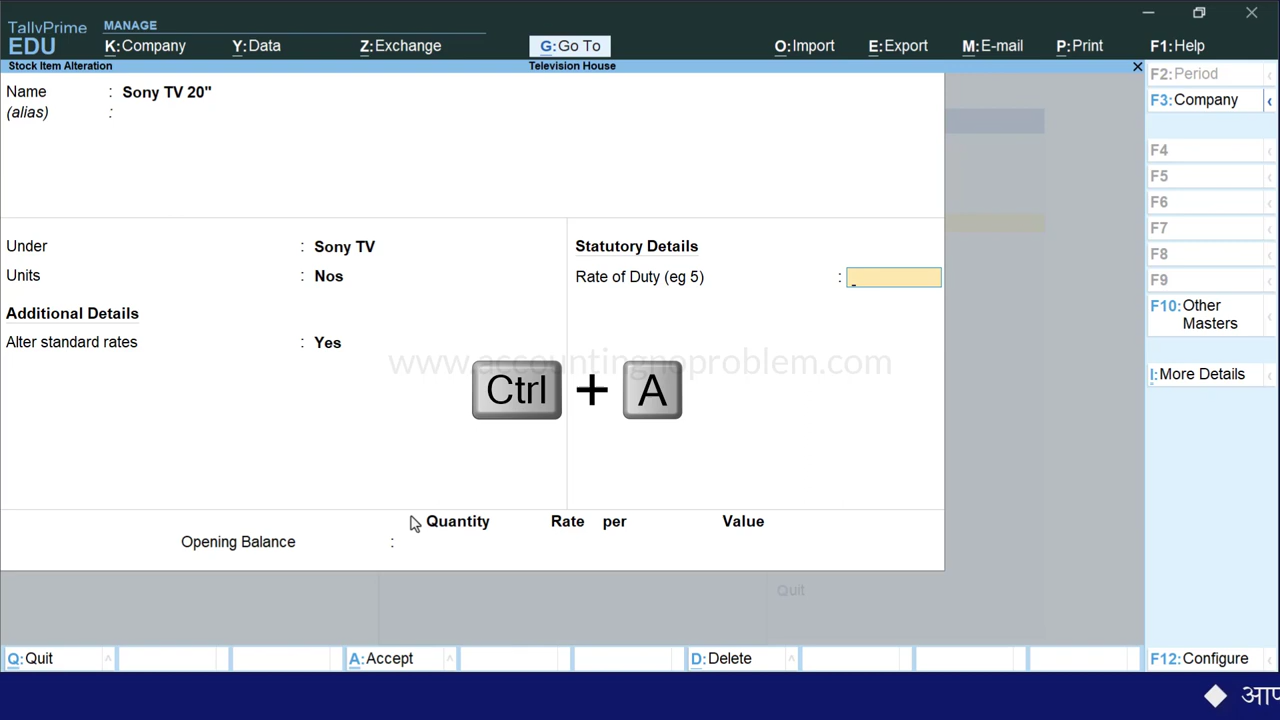 TallyPrime MANAGE
EDU K:Company Y:Data Z:Exchange G:Go To O:Import E:Export M:E-mail P:Print F1:Help
Stock Item Alteration Television House
Name : Sony TV 20"
(alias) :
Under : Sony TV
Units : Nos
Additional Details
Alter standard rates : Yes
Statutory Details
Rate of Duty (eg 5) :
www.accountingnoproblem.com
Ctrl + A
Quantity Rate per Value
Opening Balance :
Quit
F2:Period
F3:Company
F4
F5
F6
F7
F8
F9
F10:Other
Masters
I:More Details
Q:Quit A:Accept D:Delete F12:Configure